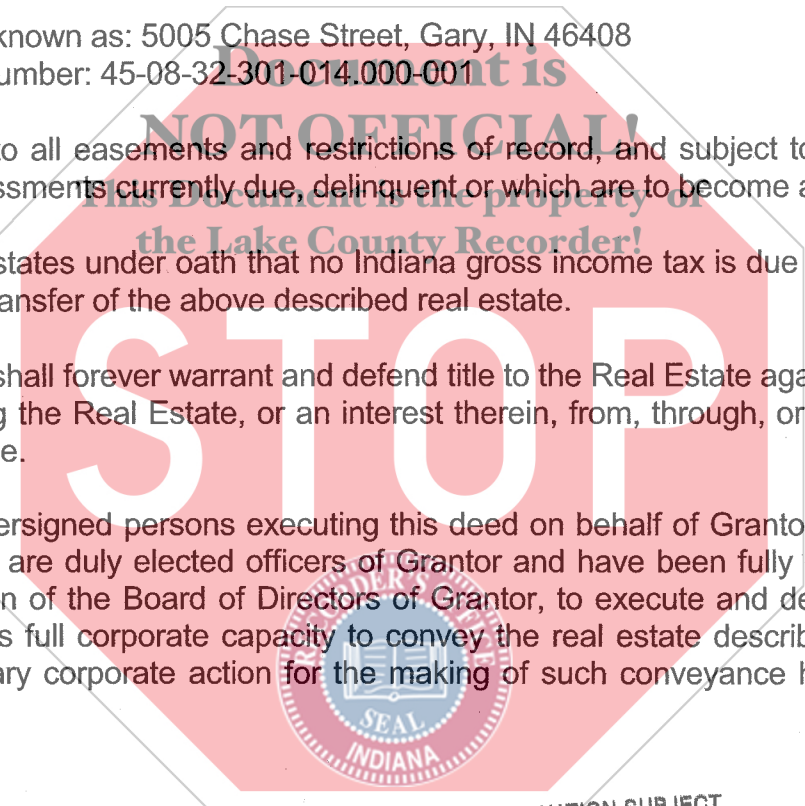 known as: 5005 Chase Street, Gary, IN 46408
umber: 45-08-32-301-014.000-001
Document is
NOT OFFICIAL!
This Document is the property of
the Lake County Recorder!
to all easements and restrictions of record, and subject to
ssments currently due, delinquent or which are to become a
states under oath that no Indiana gross income tax is due
ansfer of the above described real estate.
shall forever warrant and defend title to the Real Estate aga
g the Real Estate, or an interest therein, from, through, or
e.
STOP
ersigned persons executing this deed on behalf of Granto
are duly elected officers of Grantor and have been fully
n of the Board of Directors of Grantor, to execute and de
s full corporate capacity to convey the real estate describ
ary corporate action for the making of such conveyance h
RECORDER'S OFFICE
SEAL
INDIANA
SUBJECT